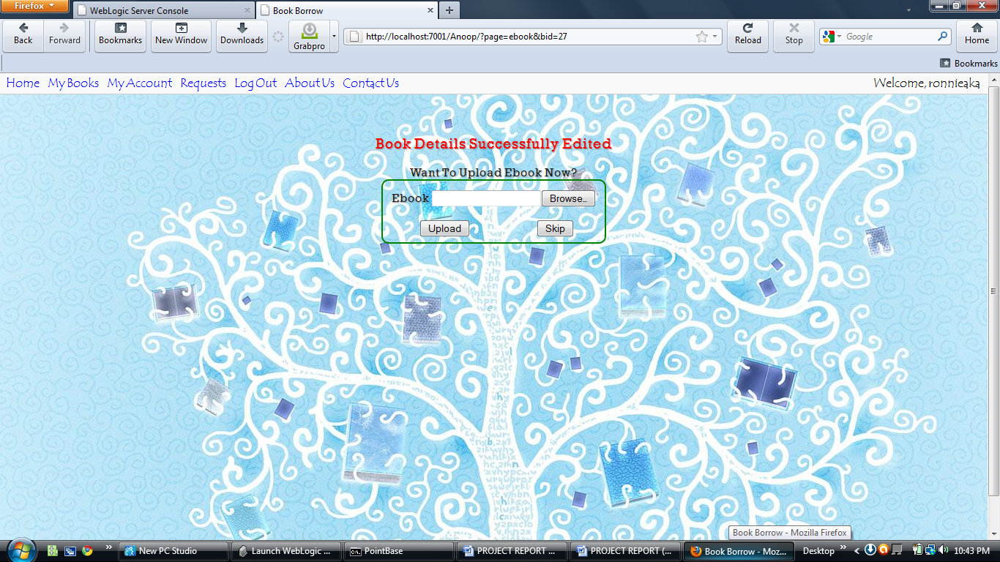 Firefox
WebLogic Server Console
Book Borrow
Back
Forward
Bookmarks
New Window
Downloads
Grabpro
http://localhost:7001/Anoop/?page=ebook&bid=27
Reload
Stop
Google
Home
Bookmarks
Home My Books My Account Requests Log Out About Us Contact Us
Welcome, ronnieaka
Book Details Successfully Edited
Want To Upload Ebook Now?
Ebook Browse..
Upload Skip
Book Borrow - Mozilla Firefox
New PC Studio
Launch WebLogic ...
PointBase
PROJECT REPORT ...
PROJECT REPORT (...
Book Borrow - Moz...
Desktop
10:43 PM